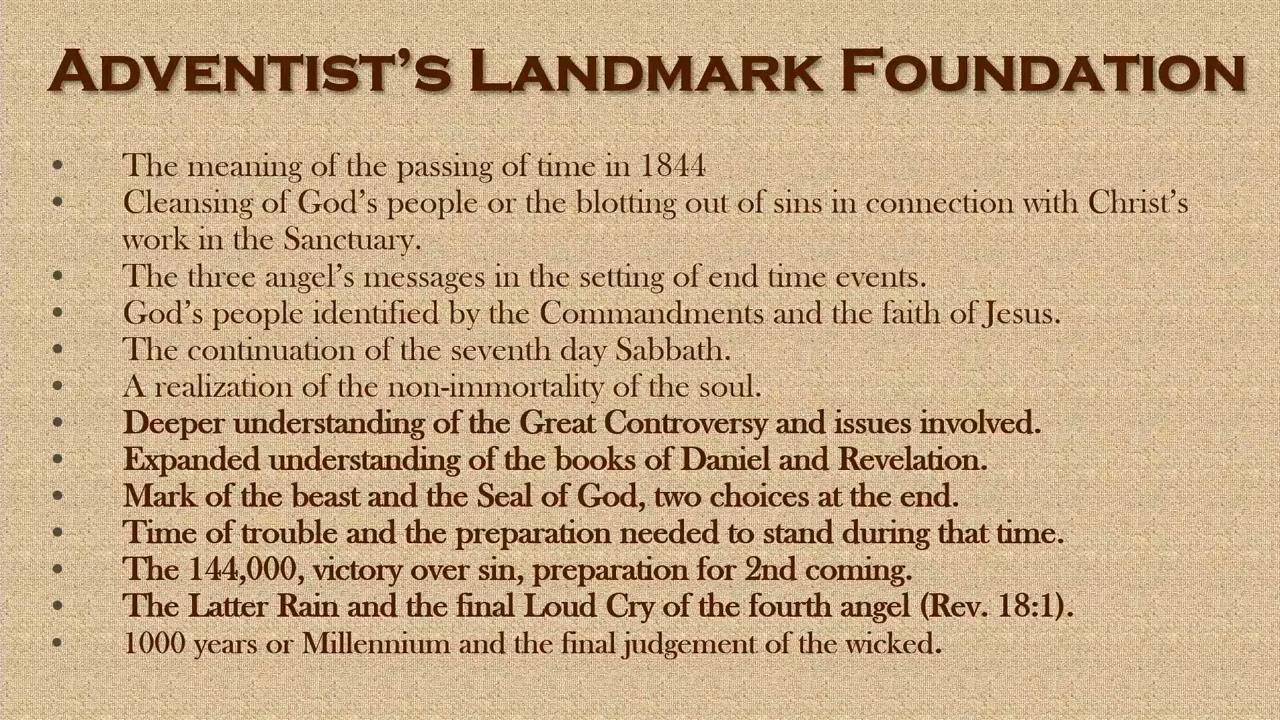 ADVENTIST’S LANDMARK FOUNDATION
• The meaning of the passing of time in 1844
• Cleansing of God’s people or the blotting out of sins in connection with Christ’s
work in the Sanctuary.
• The three angel’s messages in the setting of end time events.
• God’s people identified by the Commandments and the faith of Jesus.
• The continuation of the seventh day Sabbath.
• A realization of the non-immortality of the soul.
• Deeper understanding of the Great Controversy and issues involved.
• Expanded understanding of the books of Daniel and Revelation.
• Mark of the beast and the Seal of God, two choices at the end.
• Time of trouble and the preparation needed to stand during that time.
• The 144,000, victory over sin, preparation for 2nd coming.
• The Latter Rain and the final Loud Cry of the fourth angel (Rev. 18:1).
• 1000 years or Millennium and the final judgement of the wicked.